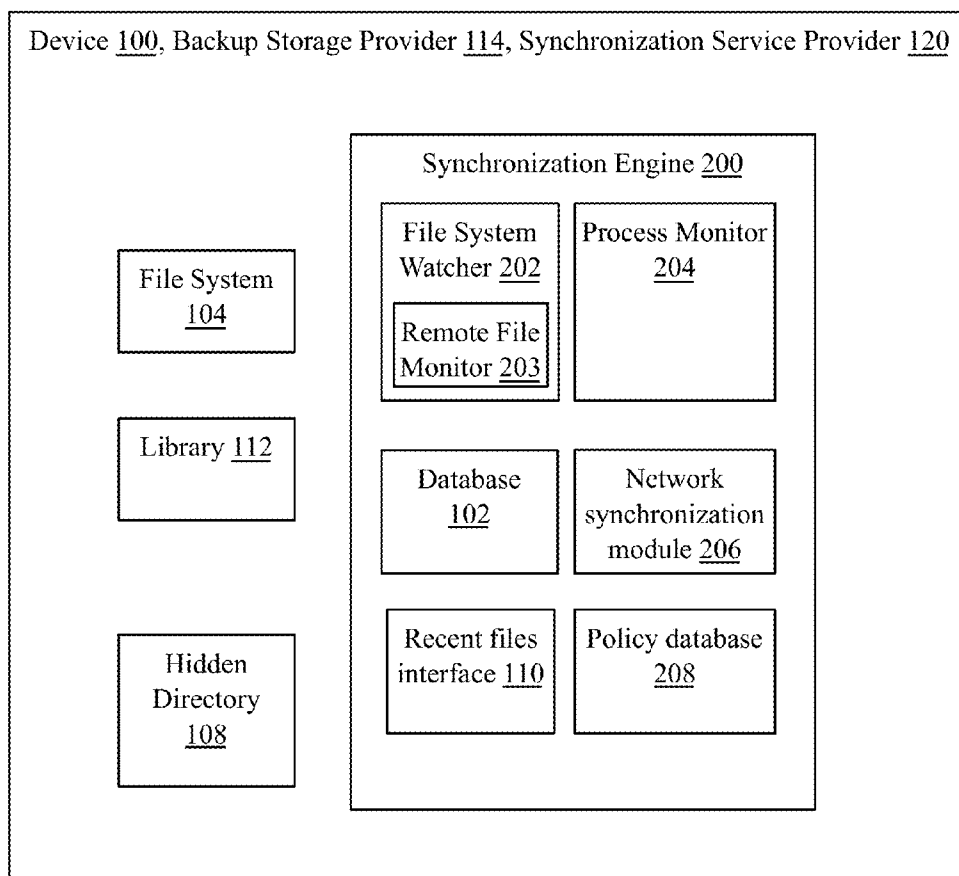 Device 100, Backup Storage Provider 114, Synchronization Service Provider 120
Synchronization Engine 200
File System
Watcher 202
Remote File
Monitor 203
Process Monitor
204
File System
104
Library 112
Database
102
Network
synchronization
module 206
Hidden
Directory
108
Recent files
interface 110
Policy database
208